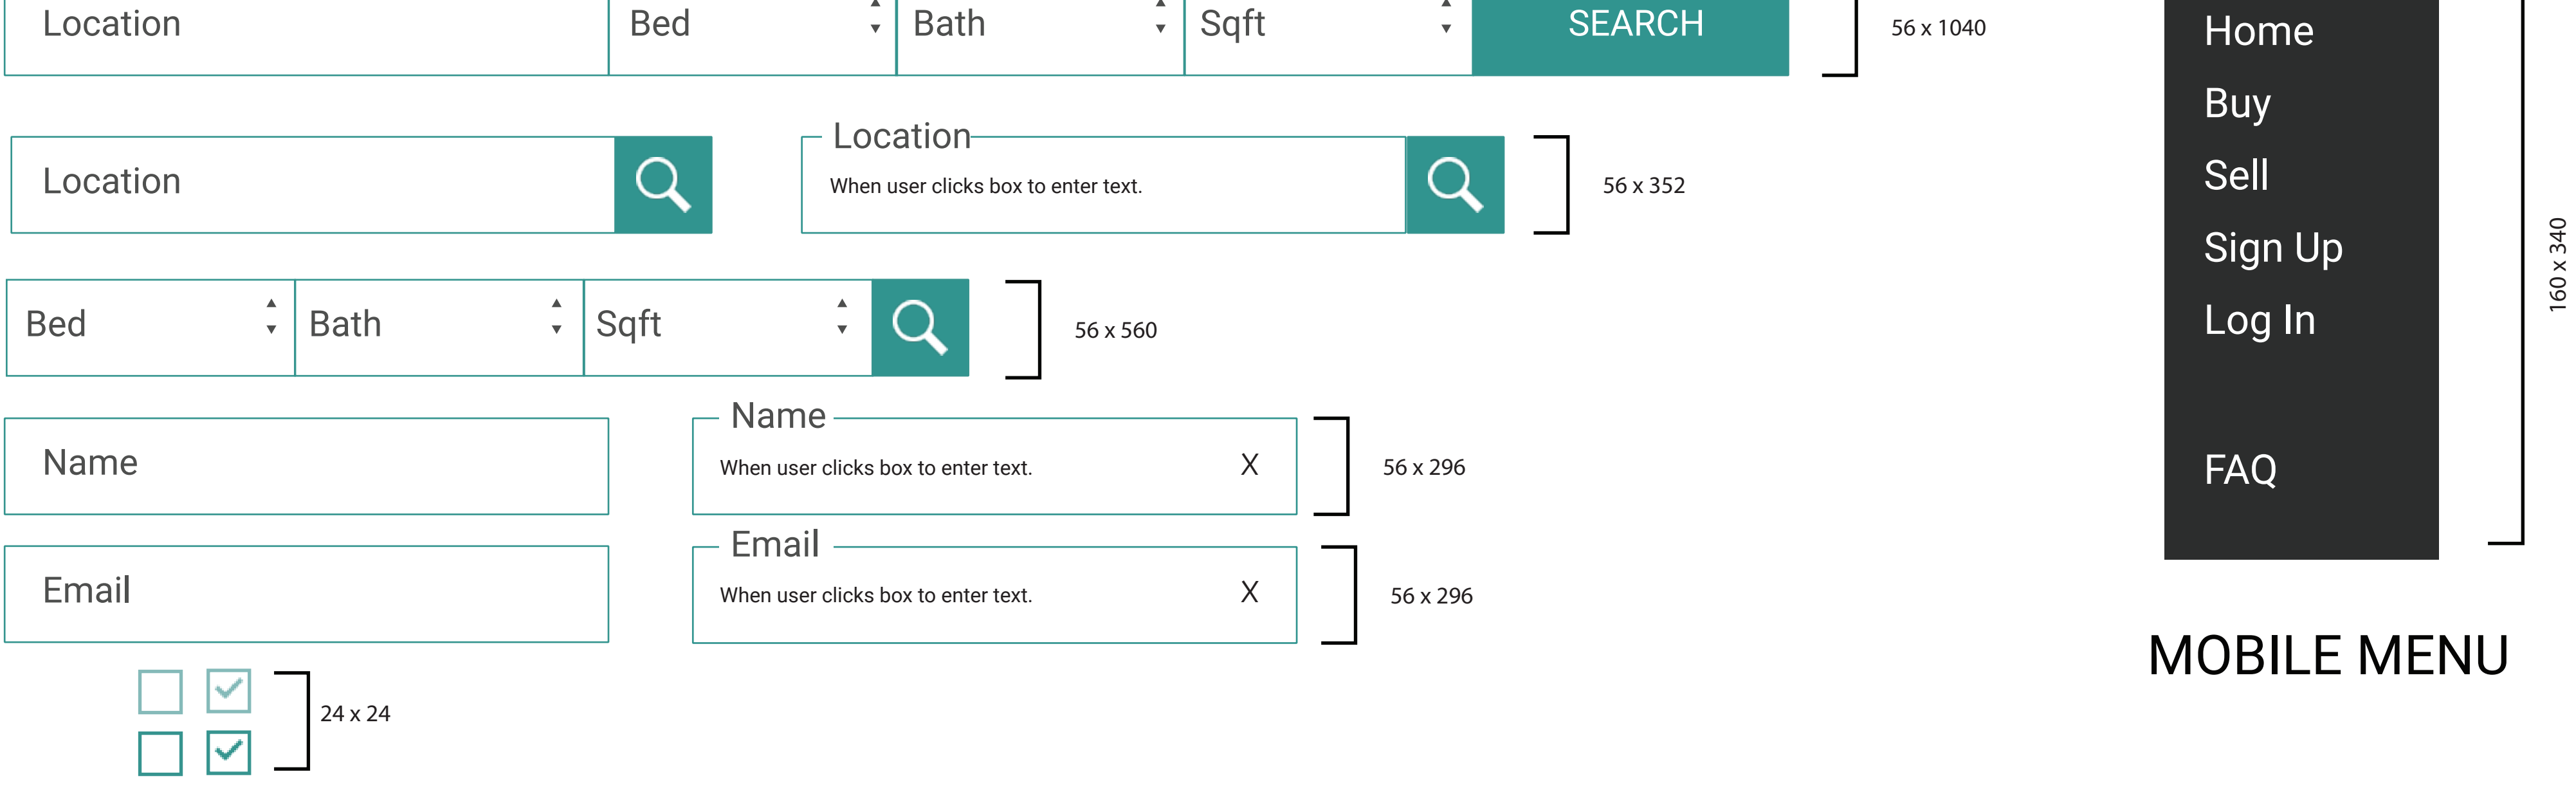 Location Bed Bath Sqft SEARCH 56 x 1040
Location
Location
When user clicks box to enter text.
56 x 352
Bed Bath Sqft 56 x 560
Name
Name
When user clicks box to enter text. X
56 x 296
Email
Email
When user clicks box to enter text. X
56 x 296
24 x 24
Home
Buy
Sell
Sign Up
Log In
FAQ
160 x 340
MOBILE MENU